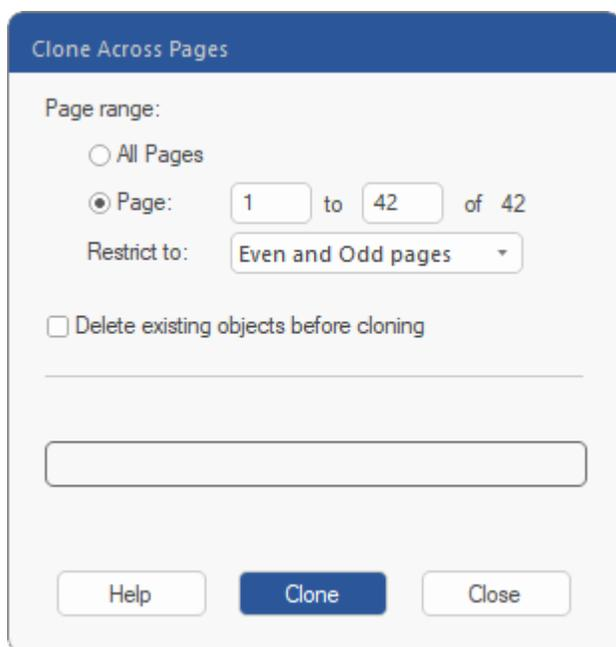 Clone Across Pages
Page range:
All Pages
Page: 1 to 42 of 42
Restrict to: Even and Odd pages
Delete existing objects before cloning
Help Clone Close